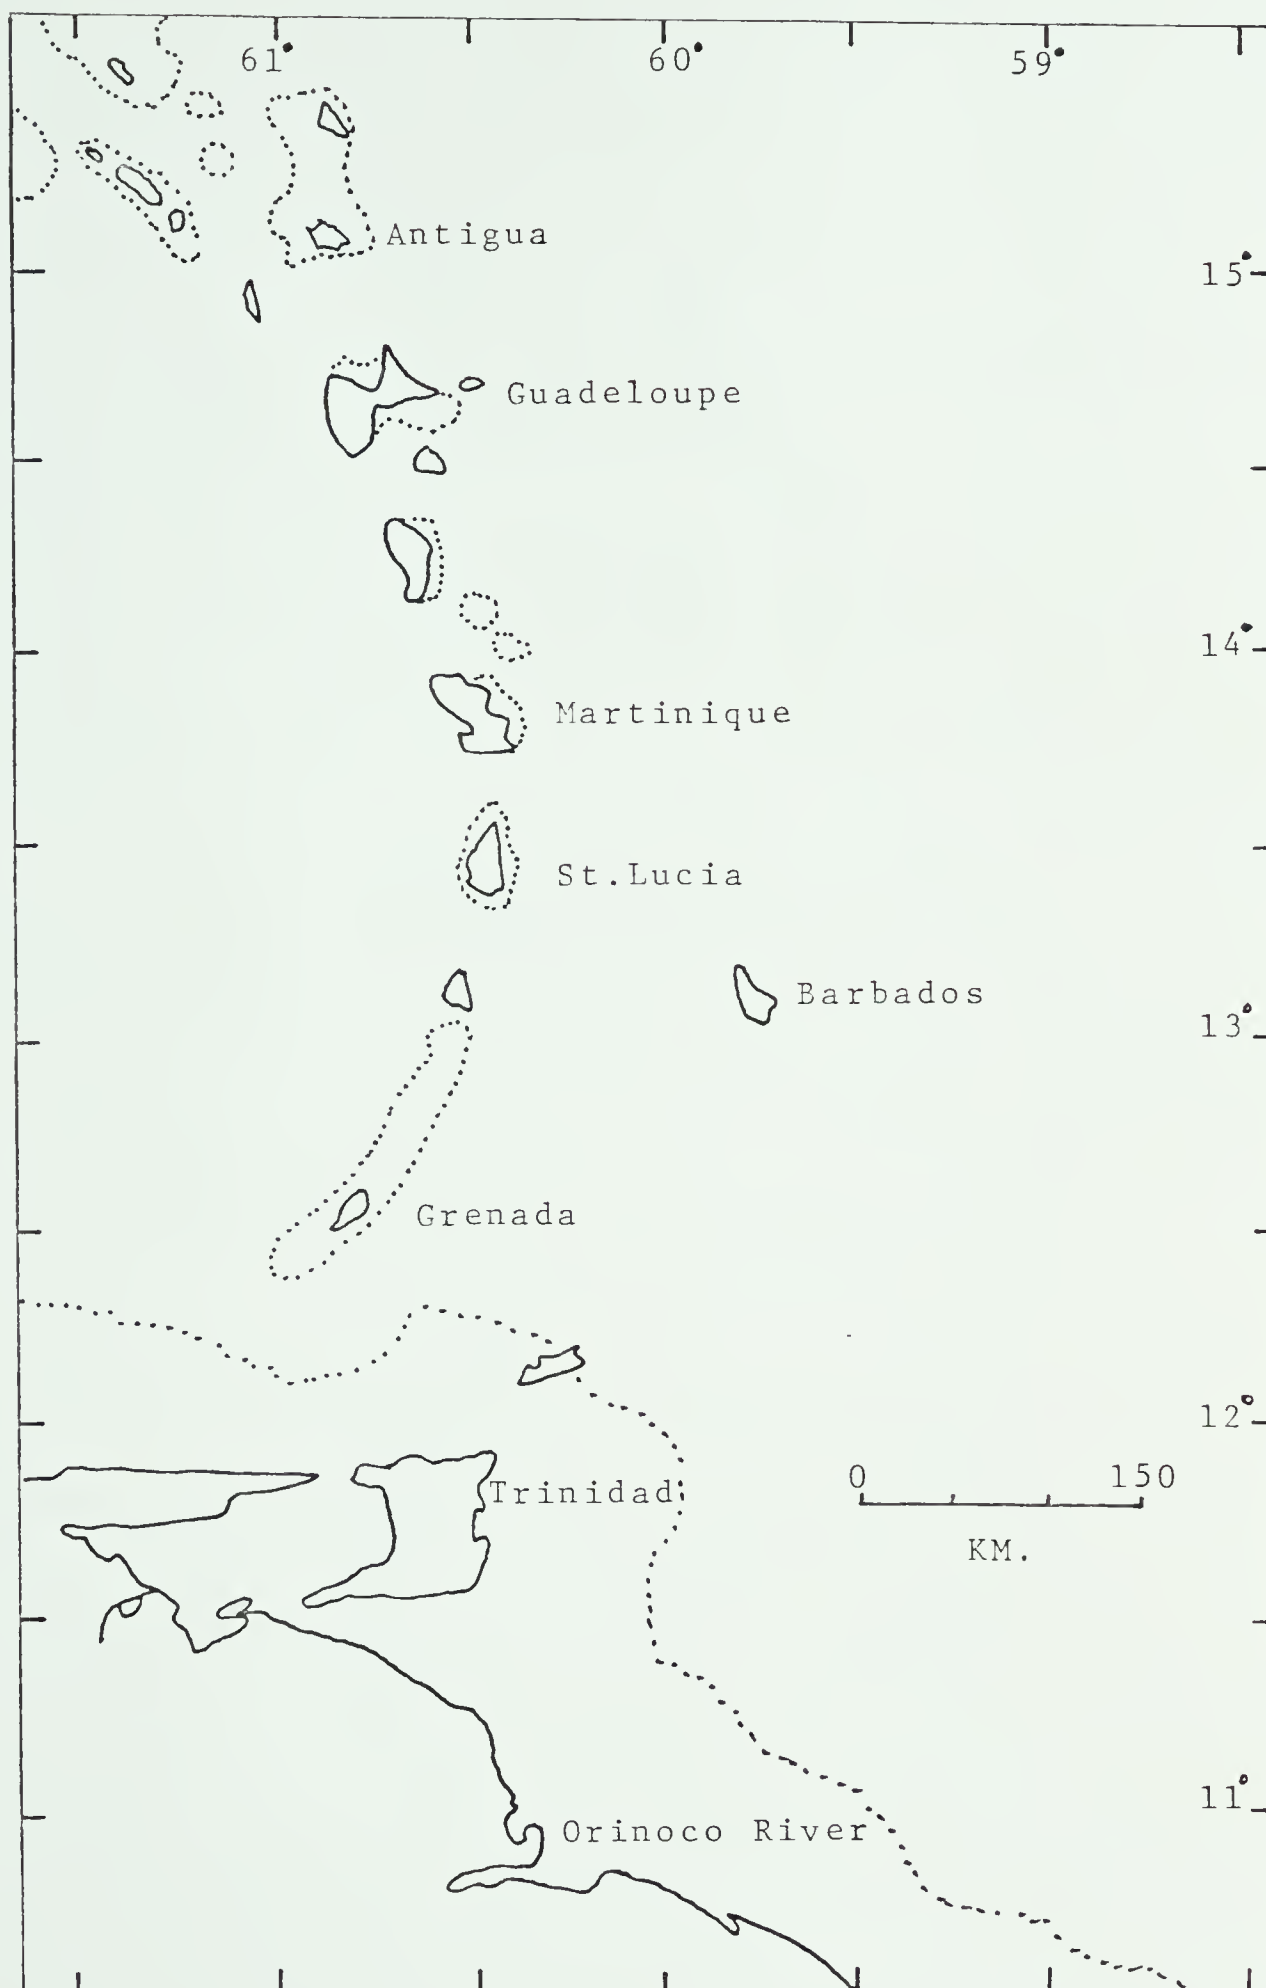 61° 60° 59°
Antigua
15°
Guadeloupe
14°
Martinique
St.Lucia
Barbados
13°
Grenada
12°
0 150
Trinidad
KM.
11°
Orinoco River